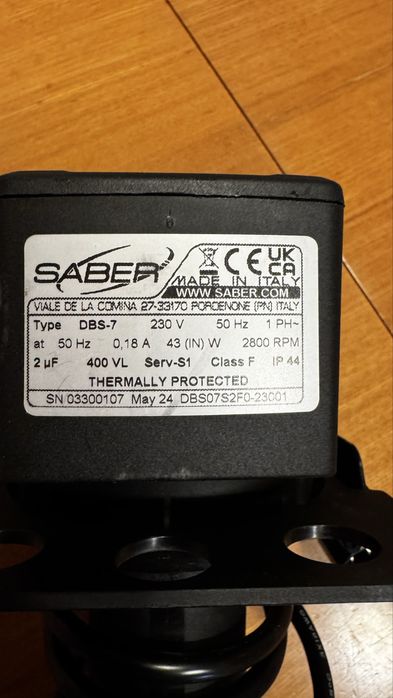 SABER
CE UK CA
MADE IN ITALY
WWW.SABER.COM
VIALE DE LA COMINA 27-33170 PORDENONE (PN) ITALY
Type DBS-7 230 V 50 Hz 1 PH~
at 50 Hz 0,18 A 43 (IN) W 2800 RPM
2 µF 400 VL Serv-S1 Class F IP 44
THERMALLY PROTECTED
SN 03300107 May 24 DBS07S2F0-23001